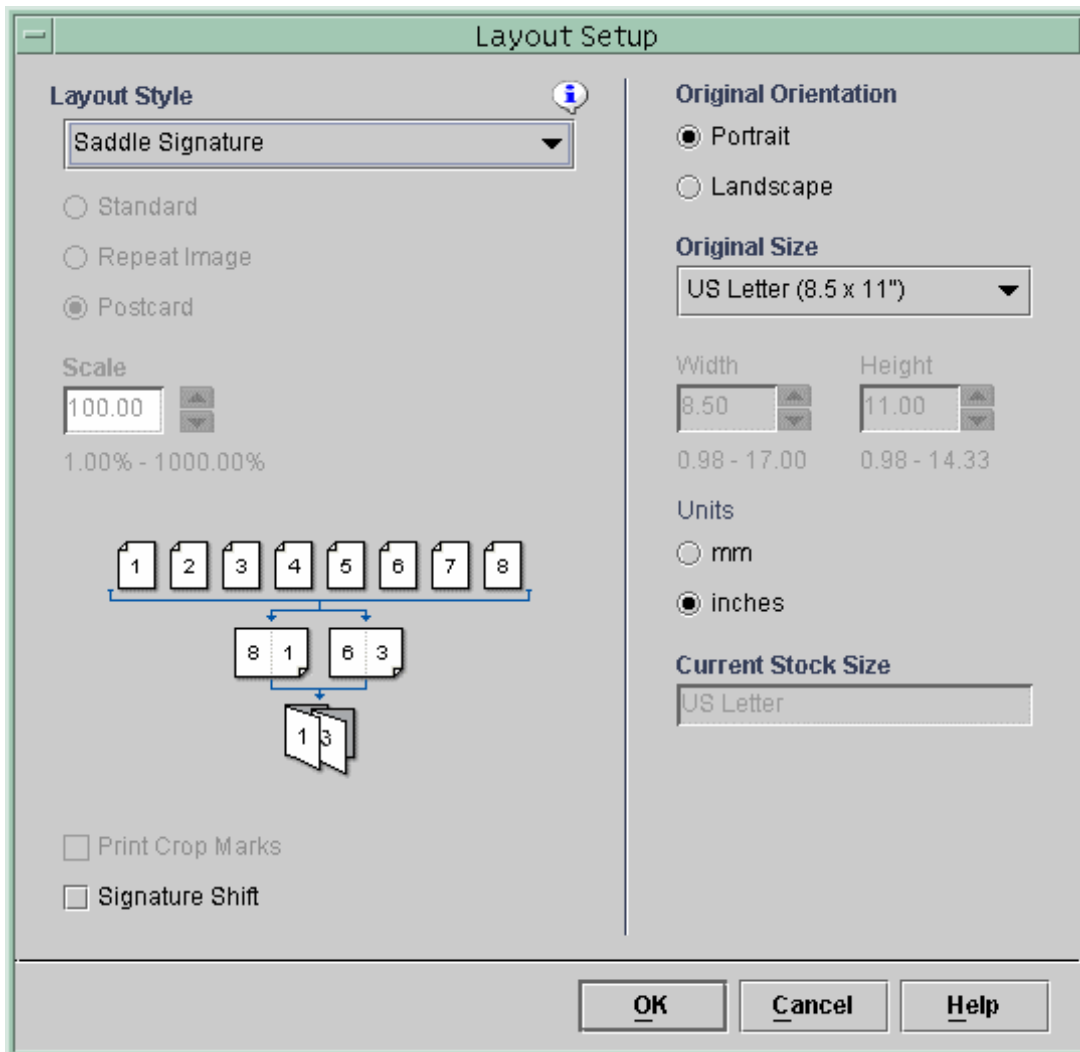 Layout Setup
Layout Style
Saddle Signature
Standard
Repeat Image
Postcard
Scale
100.00
1.00% - 1000.00%
1 2 3 4 5 6 7 8
8 1 6 3
1 3
Print Crop Marks
Signature Shift
Original Orientation
Portrait
Landscape
Original Size
US Letter (8.5 x 11")
Width Height
8.50 11.00
0.98 - 17.00 0.98 - 14.33
Units
mm
inches
Current Stock Size
US Letter
OK Cancel Help